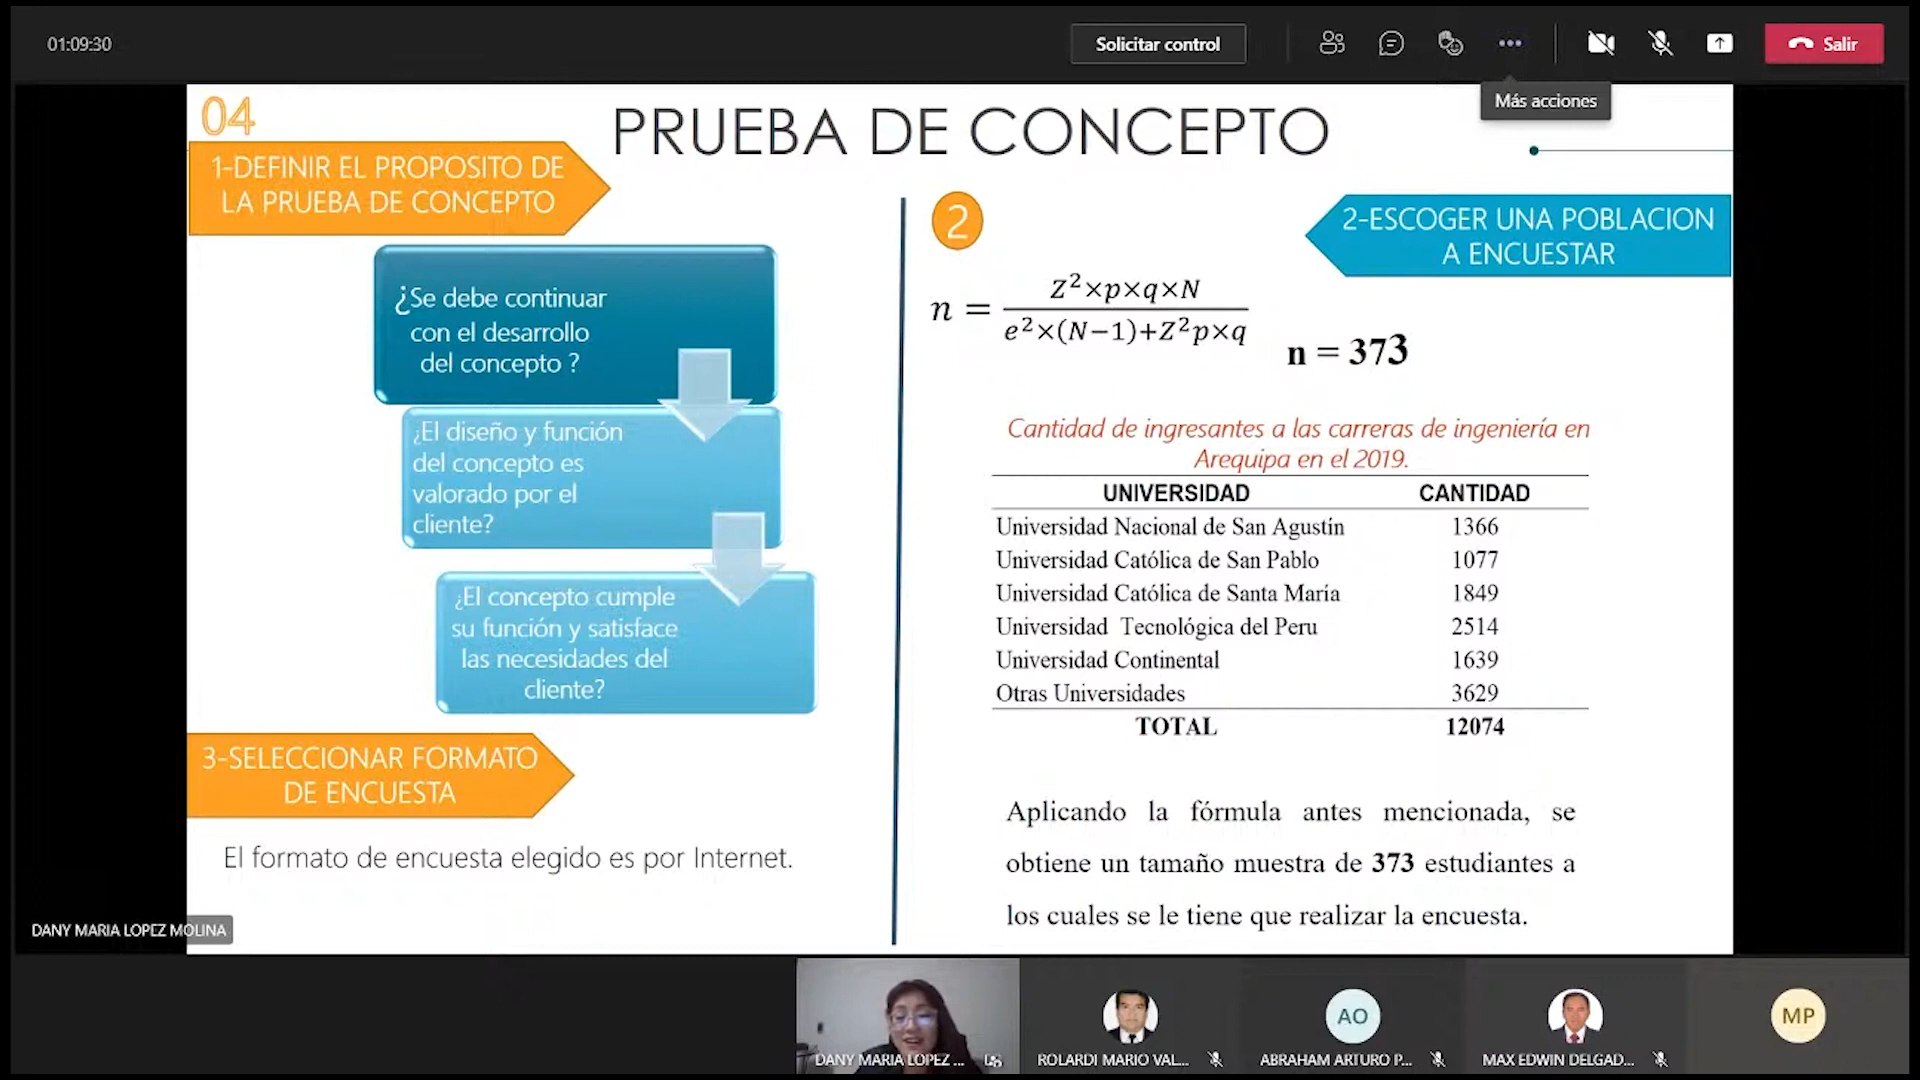 01:09:30
Solicitar control
Salir
Más acciones
04
PRUEBA DE CONCEPTO
1-DEFINIR EL PROPOSITO DE
LA PRUEBA DE CONCEPTO
¿Se debe continuar
con el desarrollo
del concepto ?
¿El diseño y función
del concepto es
valorado por el
cliente?
¿El concepto cumple
su función y satisface
las necesidades del
cliente?
3-SELECCIONAR FORMATO
DE ENCUESTA
El formato de encuesta elegido es por Internet.
2
2-ESCOGER UNA POBLACION
A ENCUESTAR
n = Z²×p×q×N / e²×(N−1)+Z²p×q
n = 373
Cantidad de ingresantes a las carreras de ingeniería en
Arequipa en el 2019.
UNIVERSIDAD CANTIDAD
Universidad Nacional de San Agustín 1366
Universidad Católica de San Pablo 1077
Universidad Católica de Santa María 1849
Universidad Tecnológica del Peru 2514
Universidad Continental 1639
Otras Universidades 3629
TOTAL 12074
Aplicando la fórmula antes mencionada, se
obtiene un tamaño muestra de 373 estudiantes a
los cuales se le tiene que realizar la encuesta.
DANY MARIA LOPEZ MOLINA
DANY MARIA LOPEZ ...
ROLARDI MARIO VAL...
AO
ABRAHAM ARTURO P...
MAX EDWIN DELGAD...
MP